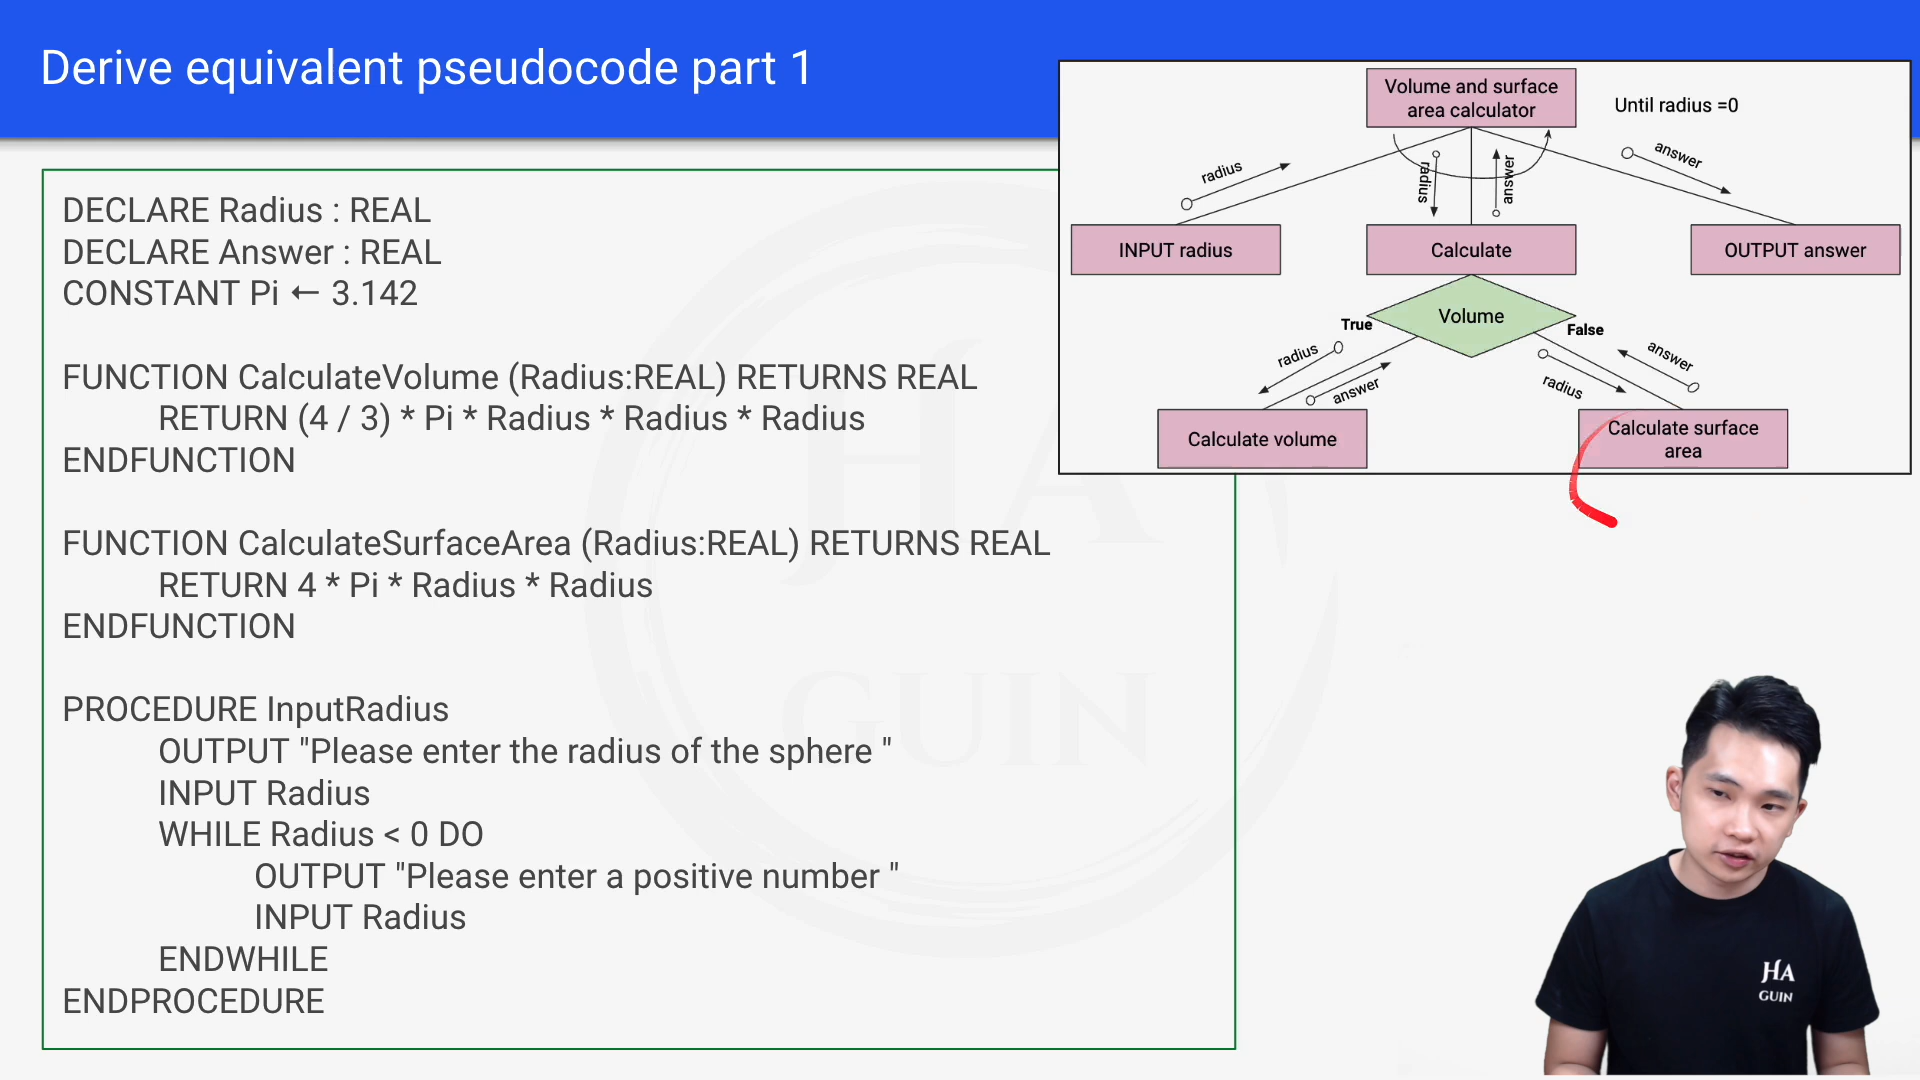 Derive equivalent pseudocode part 1
DECLARE Radius : REAL
DECLARE Answer : REAL
CONSTANT Pi ← 3.142
FUNCTION CalculateVolume (Radius:REAL) RETURNS REAL
RETURN (4 / 3) * Pi * Radius * Radius * Radius
ENDFUNCTION
FUNCTION CalculateSurfaceArea (Radius:REAL) RETURNS REAL
RETURN 4 * Pi * Radius * Radius
ENDFUNCTION
PROCEDURE InputRadius
OUTPUT "Please enter the radius of the sphere "
INPUT Radius
WHILE Radius < 0 DO
OUTPUT "Please enter a positive number "
INPUT Radius
ENDWHILE
ENDPROCEDURE
Volume and surface
area calculator
Until radius =0
radius
radius
answer
answer
INPUT radius
Calculate
OUTPUT answer
Volume
True
False
radius
answer
radius
answer
Calculate volume
Calculate surface
area
HA
GUIN
HA
GUIN